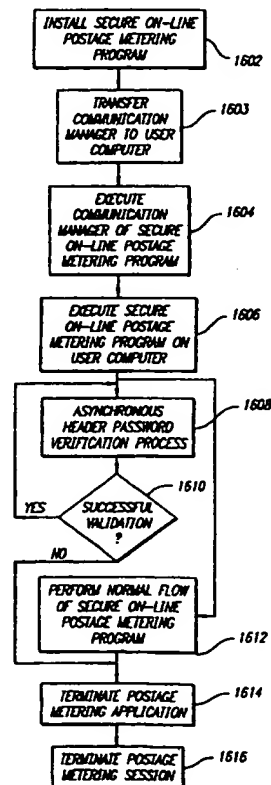 INSTALL SECURE ON-LINE
POSTAGE METERING
PROGRAM
1602
TRANSFER
COMMUNICATION
MANAGER TO USER
COMPUTER
1603
EXECUTE
COMMUNICATION
MANAGER OF SECURE
ON-LINE POSTAGE
METERING PROGRAM
1604
EXECUTE SECURE
ON-LINE POSTAGE
METERING PROGRAM ON
USER COMPUTER
1606
ASYNCHRONOUS
HEADER PASSWORD
VERIFICATION PROCESS
1608
1610
YES
SUCCESSFUL
VALIDATION
?
NO
PERFORM NORMAL FLOW
OF SECURE ON-LINE
POSTAGE METERING
PROGRAM
1612
TERMINATE POSTAGE
METERING APPLICATION
1614
TERMINATE POSTAGE
METERING SESSION
1616